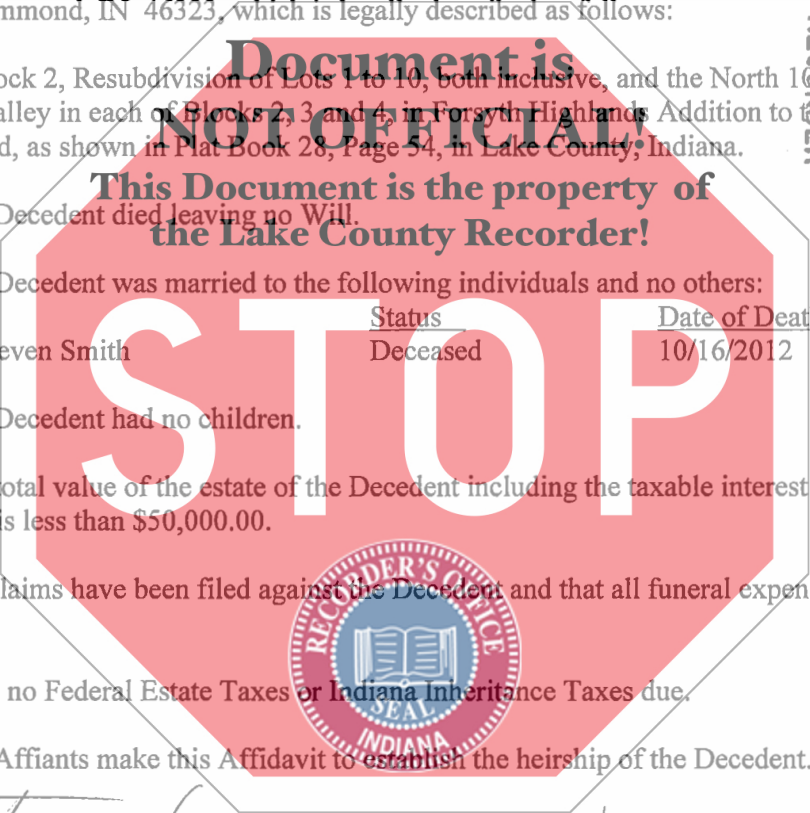 mmond, IN 46323, which is legally described as follows:
Document is
ock 2, Resubdivision of Lots 1 to 10, both inclusive, and the North 1
alley in each of Blocks 2, 3 and 4, in Forsyth Highlands Addition to t
NOT OFFICIAL!
d, as shown in Plat Book 28, Page 54, in Lake County, Indiana.
This Document is the property of
Decedent died leaving no Will.
the Lake County Recorder!
Decedent was married to the following individuals and no others:
Status Date of Deat
even Smith Deceased 10/16/2012
STOP
Decedent had no children.
total value of the estate of the Decedent including the taxable interest
is less than $50,000.00.
laims have been filed against the Decedent and that all funeral expen
RECORDER'S OFFICE
no Federal Estate Taxes or Indiana Inheritance Taxes due.
SEAL
INDIANA
Affiants make this Affidavit to establish the heirship of the Decedent.